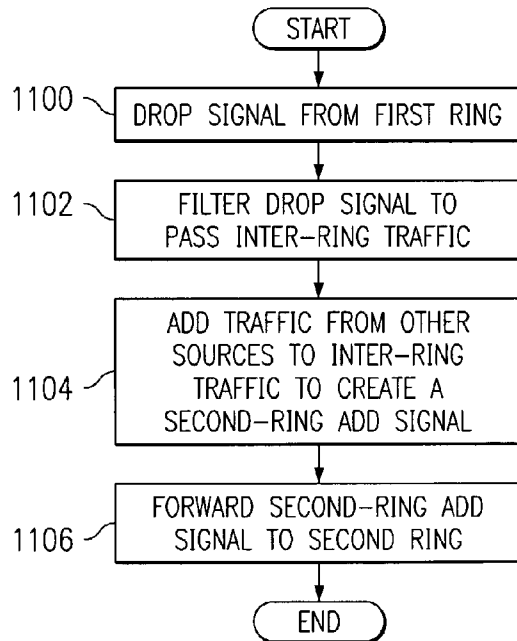 START
1100
DROP SIGNAL FROM FIRST RING
1102
FILTER DROP SIGNAL TO
PASS INTER-RING TRAFFIC
1104
ADD TRAFFIC FROM OTHER
SOURCES TO INTER-RING
TRAFFIC TO CREATE A
SECOND-RING ADD SIGNAL
1106
FORWARD SECOND-RING ADD
SIGNAL TO SECOND RING
END